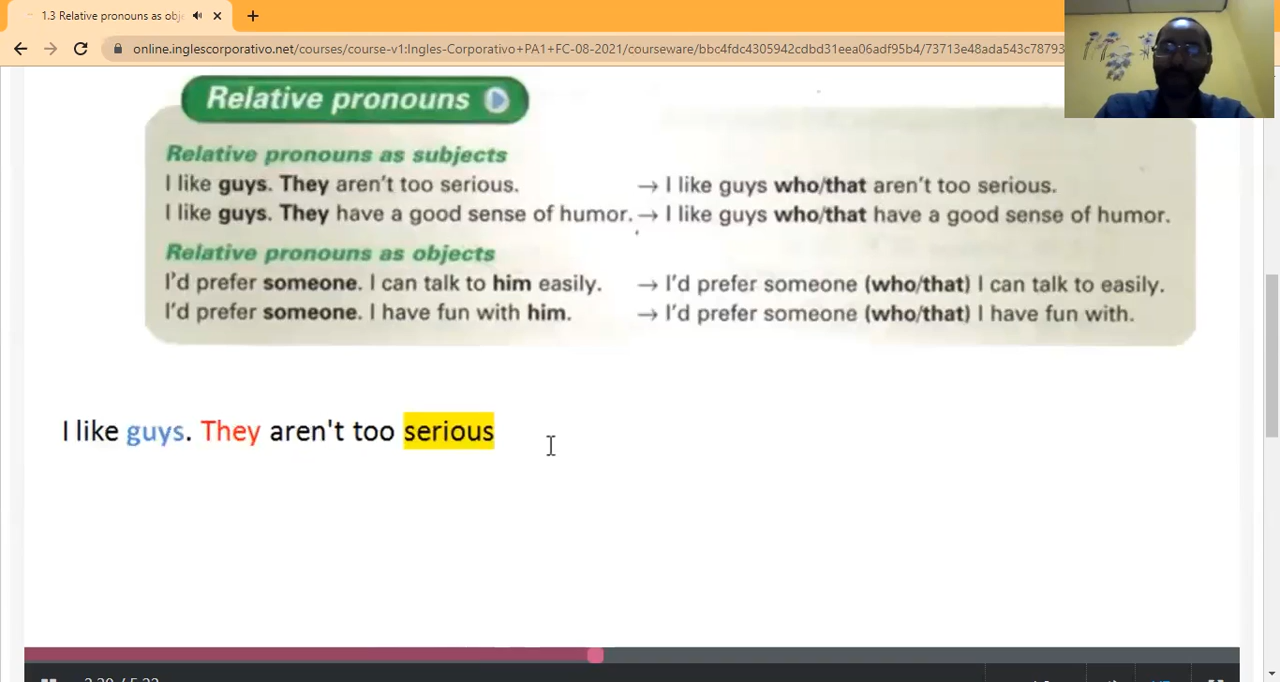 1.3 Relative pronouns as obj
online.inglescorporativo.net/courses/course-v1:Ingles-Corporativo+PA1+FC-08-2021/courseware/bbc4fdc4305942cdbd31eea06adf95b4/73713e48ada543c78793
Relative pronouns
Relative pronouns as subjects
I like guys. They aren't too serious. → I like guys who/that aren't too serious.
I like guys. They have a good sense of humor. → I like guys who/that have a good sense of humor.
Relative pronouns as objects
I'd prefer someone. I can talk to him easily. → I'd prefer someone (who/that) I can talk to easily.
I'd prefer someone. I have fun with him. → I'd prefer someone (who/that) I have fun with.
I like guys. They aren't too serious